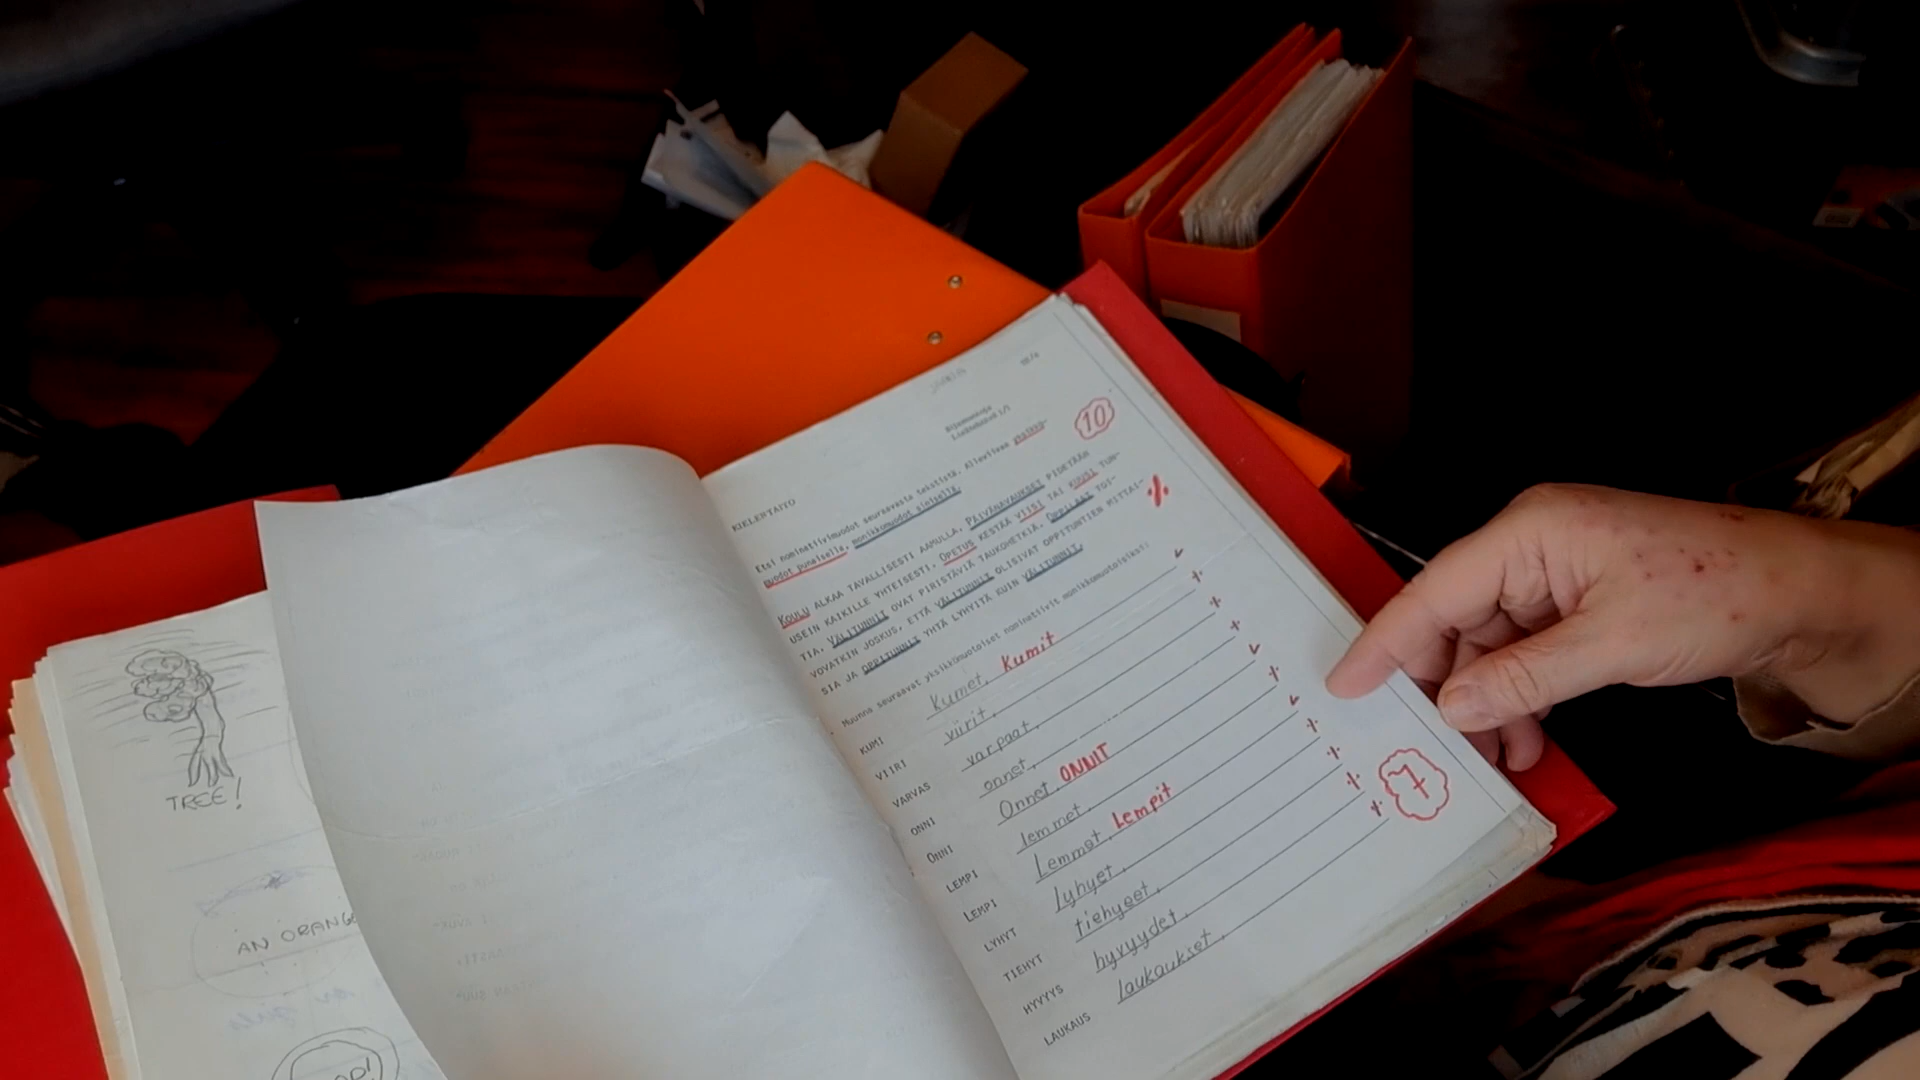 TREE!
AN ORANGE
KIELENTAITO
10
Etsi nominatiivimuodot seuraavasta tekstistä. Alleviivaa yksikkö-
muodot punaisella, monikkomuodot sinisellä.
KOULU ALKAA TAVALLISESTI AAMULLA. PÄIVÄNAVAUKSET PIDETÄÄN
USEIN KAIKILLE YHTEISESTI. OPETUS KESTÄÄ VIISI TAI KUUSI TUN-
TIA. VÄLITUNNIT OVAT PIRISTÄVIÄ TAUKOHETKIÄ. OPPILAAT TOI-
VOVATKIN JOSKUS, ETTÄ VÄLITUNNIT OLISIVAT OPPITUNTIEN MITTAI-
SIA JA OPPITUNNIT YHTÄ LYHYITÄ KUIN VÄLITUNNIT.
Muunna seuraavat yksikkömuotoiset nominatiivit monikkomuotoisiksi:
KUMI Kumet. Kumit
VIIRI viirit.
VARVAS varpaat.
ONNI onnet.
ONNI Onnet. ONNIT
LEMPI lemmet.
LEMPI Lemmet. Lempit
LYHYT Lyhyet.
TIEHYT tiehyeet.
HYVYYS hyvyydet.
LAUKAUS laukaukset.
7